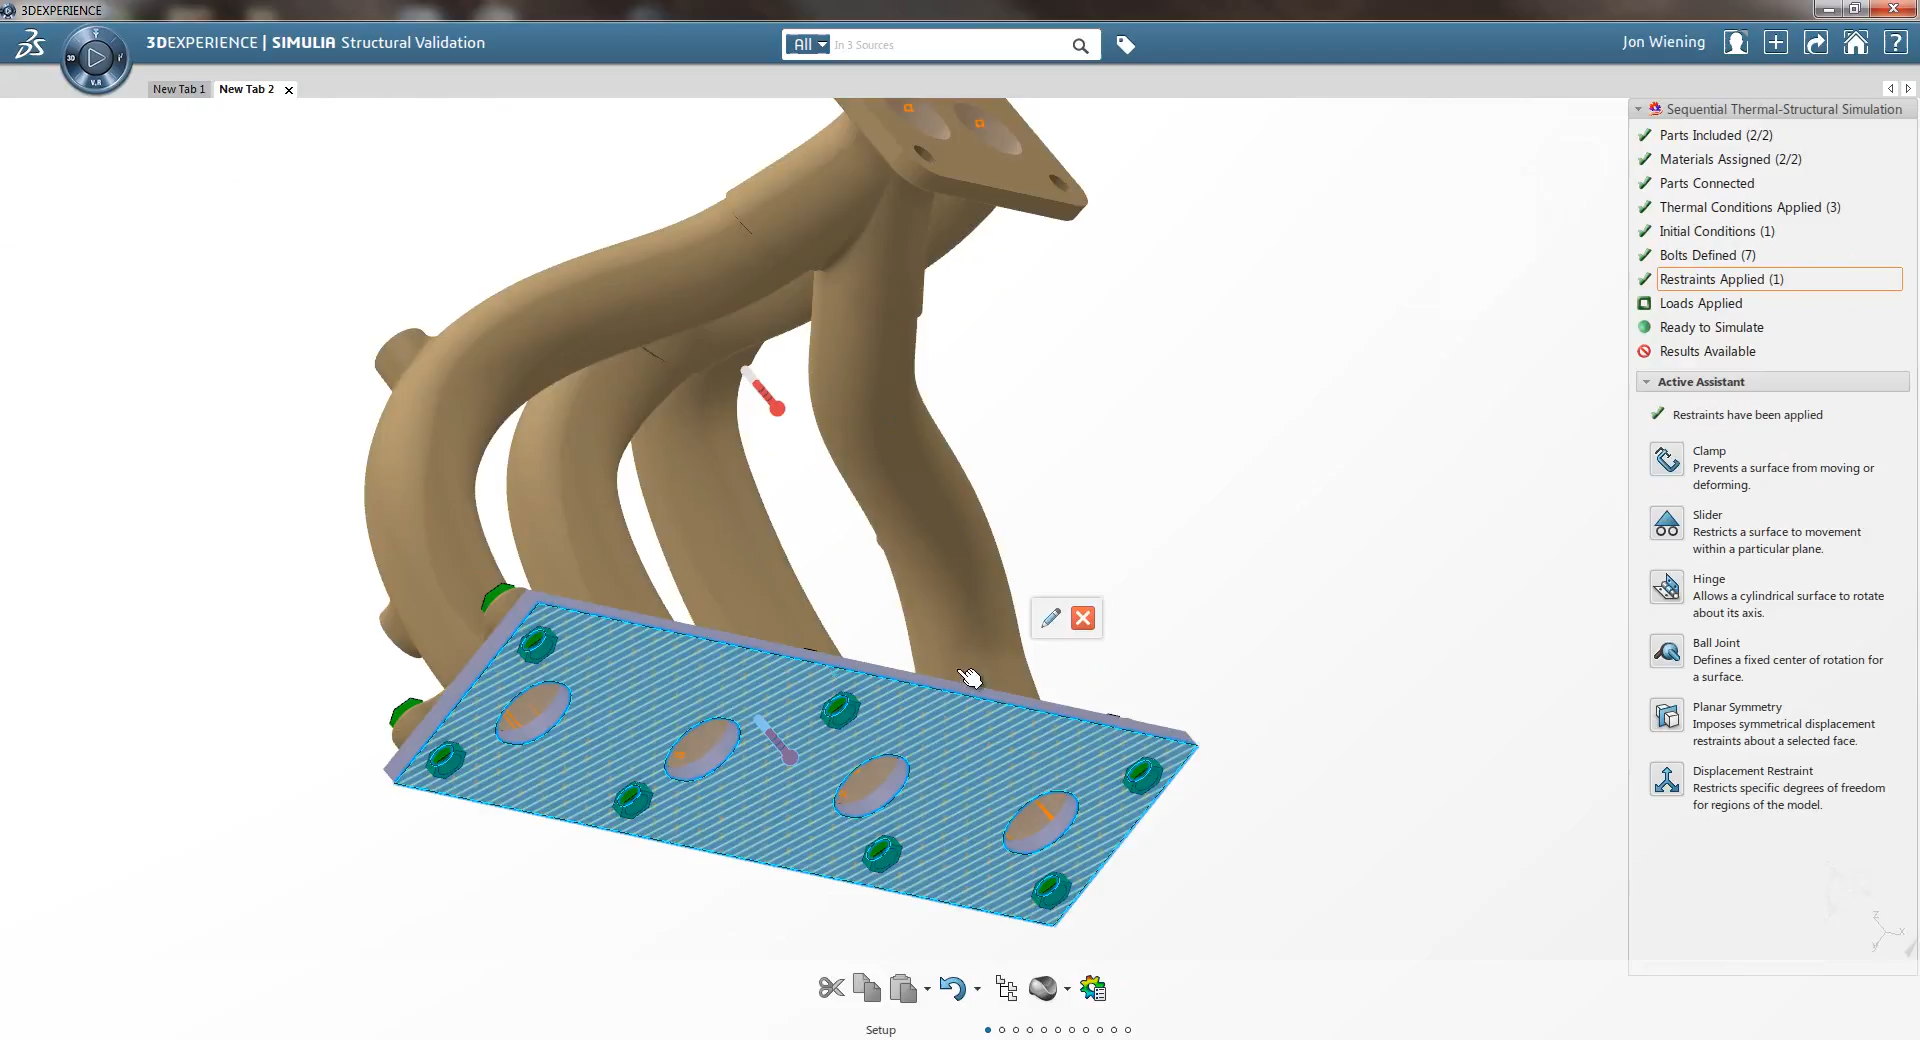 3DEXPERIENCE
3DEXPERIENCE | SIMULIA Structural Validation
All In 3 Sources
Jon Wiening
3D
V.R
New Tab 1
New Tab 2
Sequential Thermal-Structural Simulation
Parts Included (2/2)
Materials Assigned (2/2)
Parts Connected
Thermal Conditions Applied (3)
Initial Conditions (1)
Bolts Defined (7)
Restraints Applied (1)
Loads Applied
Ready to Simulate
Results Available
Active Assistant
Restraints have been applied
Clamp
Prevents a surface from moving or
deforming.
Slider
Restricts a surface to movement
within a particular plane.
Hinge
Allows a cylindrical surface to rotate
about its axis.
Ball Joint
Defines a fixed center of rotation for
a surface.
Planar Symmetry
Imposes symmetrical displacement
restraints about a selected face.
Displacement Restraint
Restricts specific degrees of freedom
for regions of the model.
z
x
y
Setup